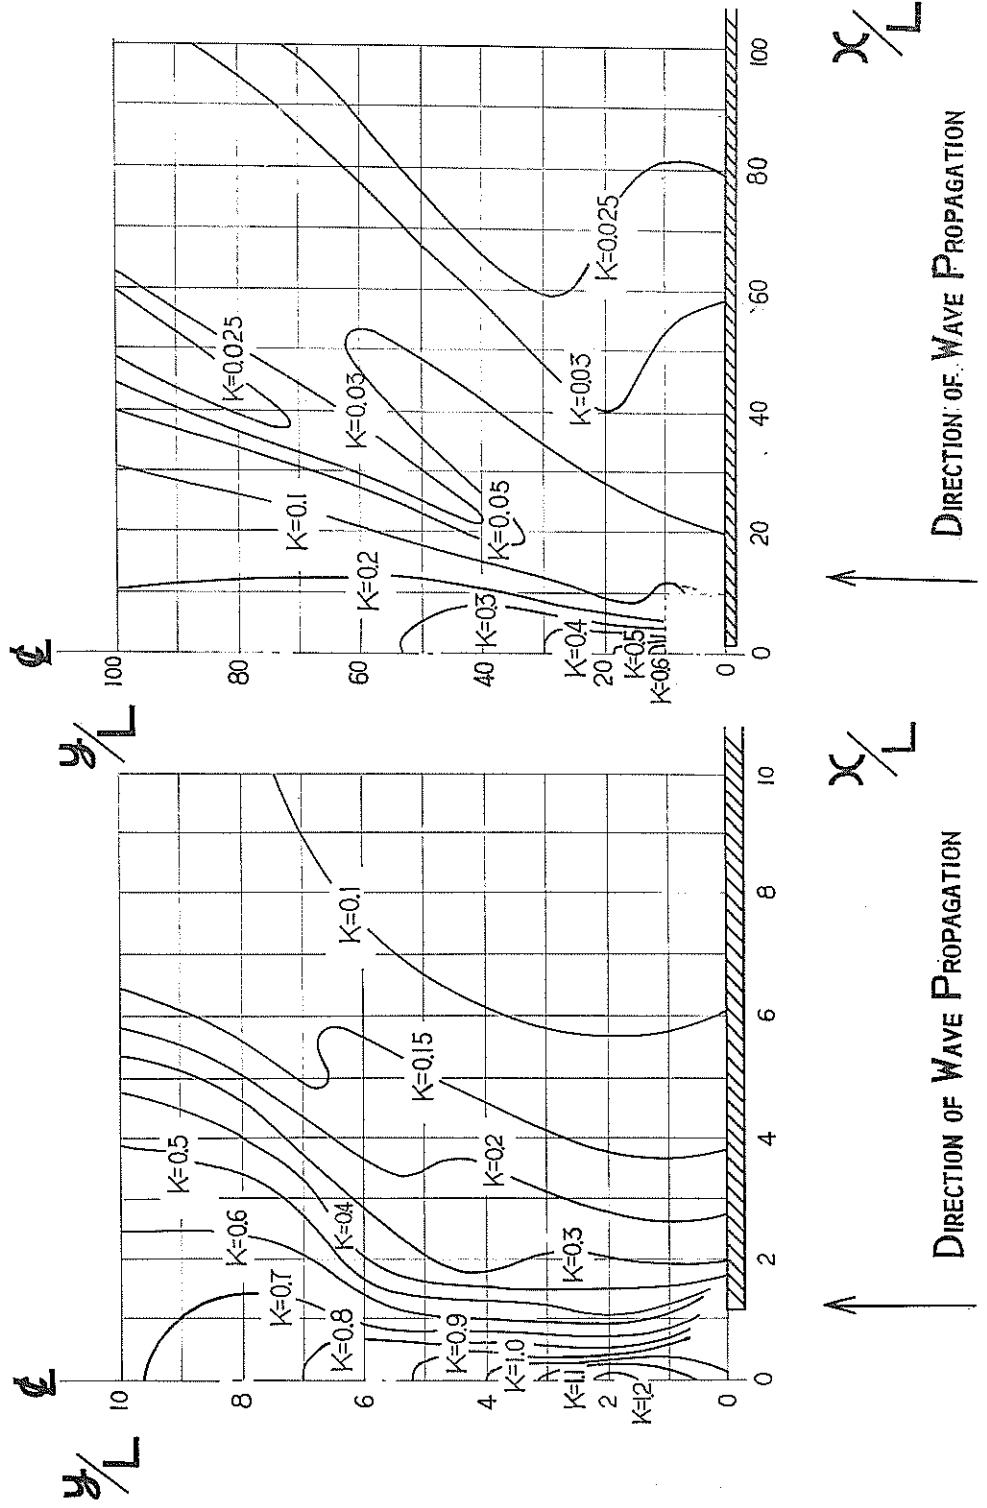 y/L
℄
10
8
6
4
2
0
K=0.5
K=0.6
K=0.7
K=0.4
K=0.8
K=0.9
K=1.0
K=1.1
K=1.2
K=0.3
K=0.2
K=0.15
K=0.1
0
2
4
6
8
10
X/L
DIRECTION OF WAVE PROPAGATION
y/L
℄
100
80
60
40
20
0
K=0.025
K=0.03
K=0.1
K=0.2
K=0.05
K=0.3
K=0.4
K=0.5
K=0.6
K=0.03
K=0.025
0
20
40
60
80
100
X/L
DIRECTION OF WAVE PROPAGATION